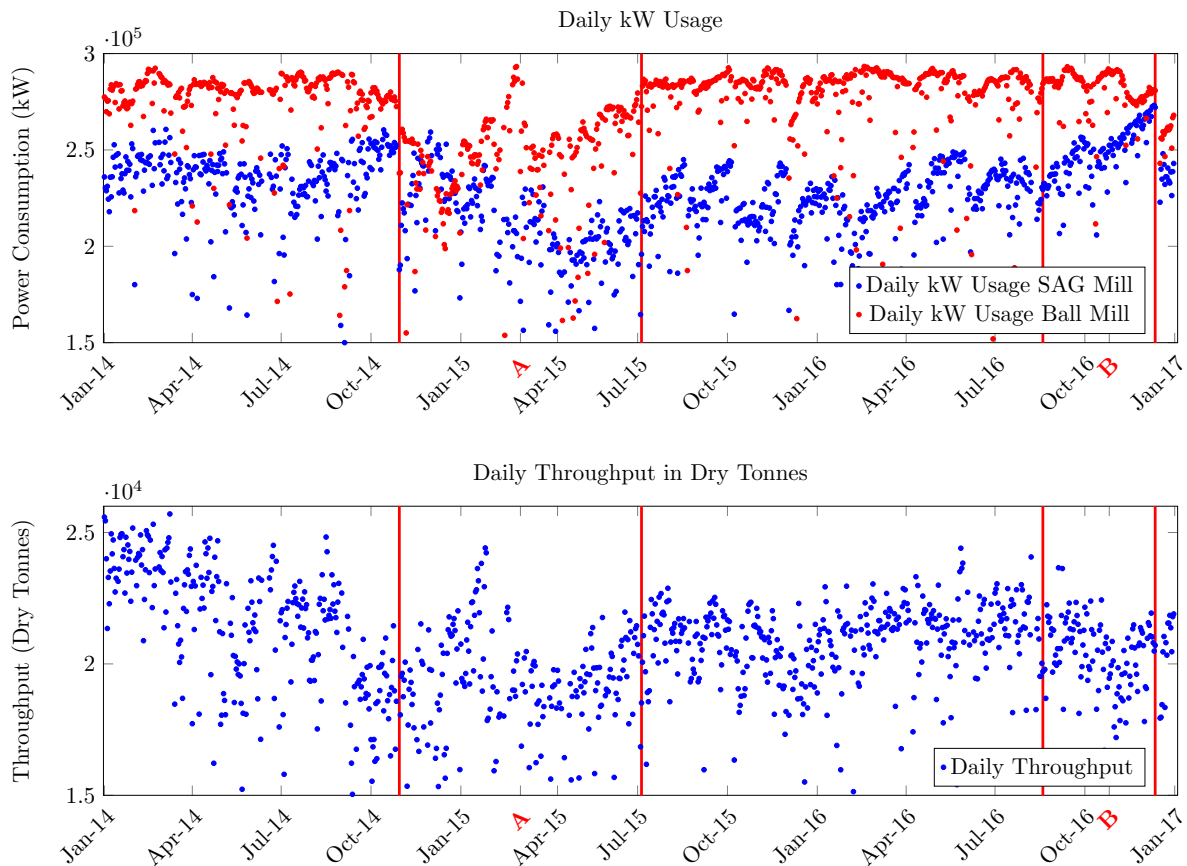 Daily kW Usage
·10⁵
Power Consumption (kW)
3
2.5
2
1.5
Daily kW Usage SAG Mill
Daily kW Usage Ball Mill
Jan-14 Apr-14 Jul-14 Oct-14 Jan-15 A Apr-15 Jul-15 Oct-15 Jan-16 Apr-16 Jul-16 Oct-16 B Jan-17
Daily Throughput in Dry Tonnes
·10⁴
Throughput (Dry Tonnes)
2.5
2
1.5
Daily Throughput
Jan-14 Apr-14 Jul-14 Oct-14 Jan-15 A Apr-15 Jul-15 Oct-15 Jan-16 Apr-16 Jul-16 Oct-16 B Jan-17